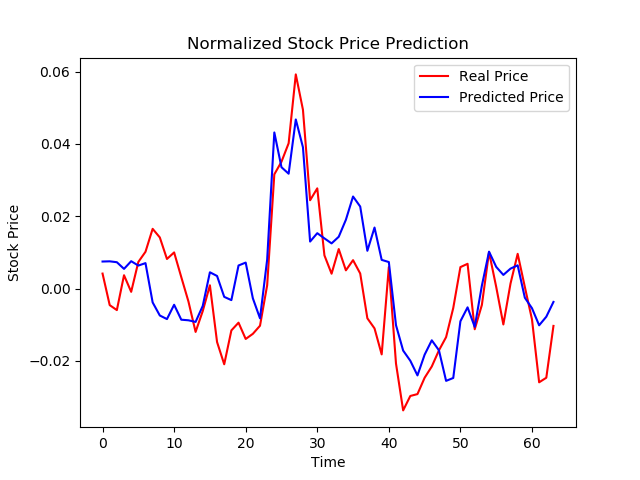 Normalized Stock Price Prediction
Real Price
Predicted Price
Stock Price
0.06
0.04
0.02
0.00
−0.02
0 10 20 30 40 50 60
Time